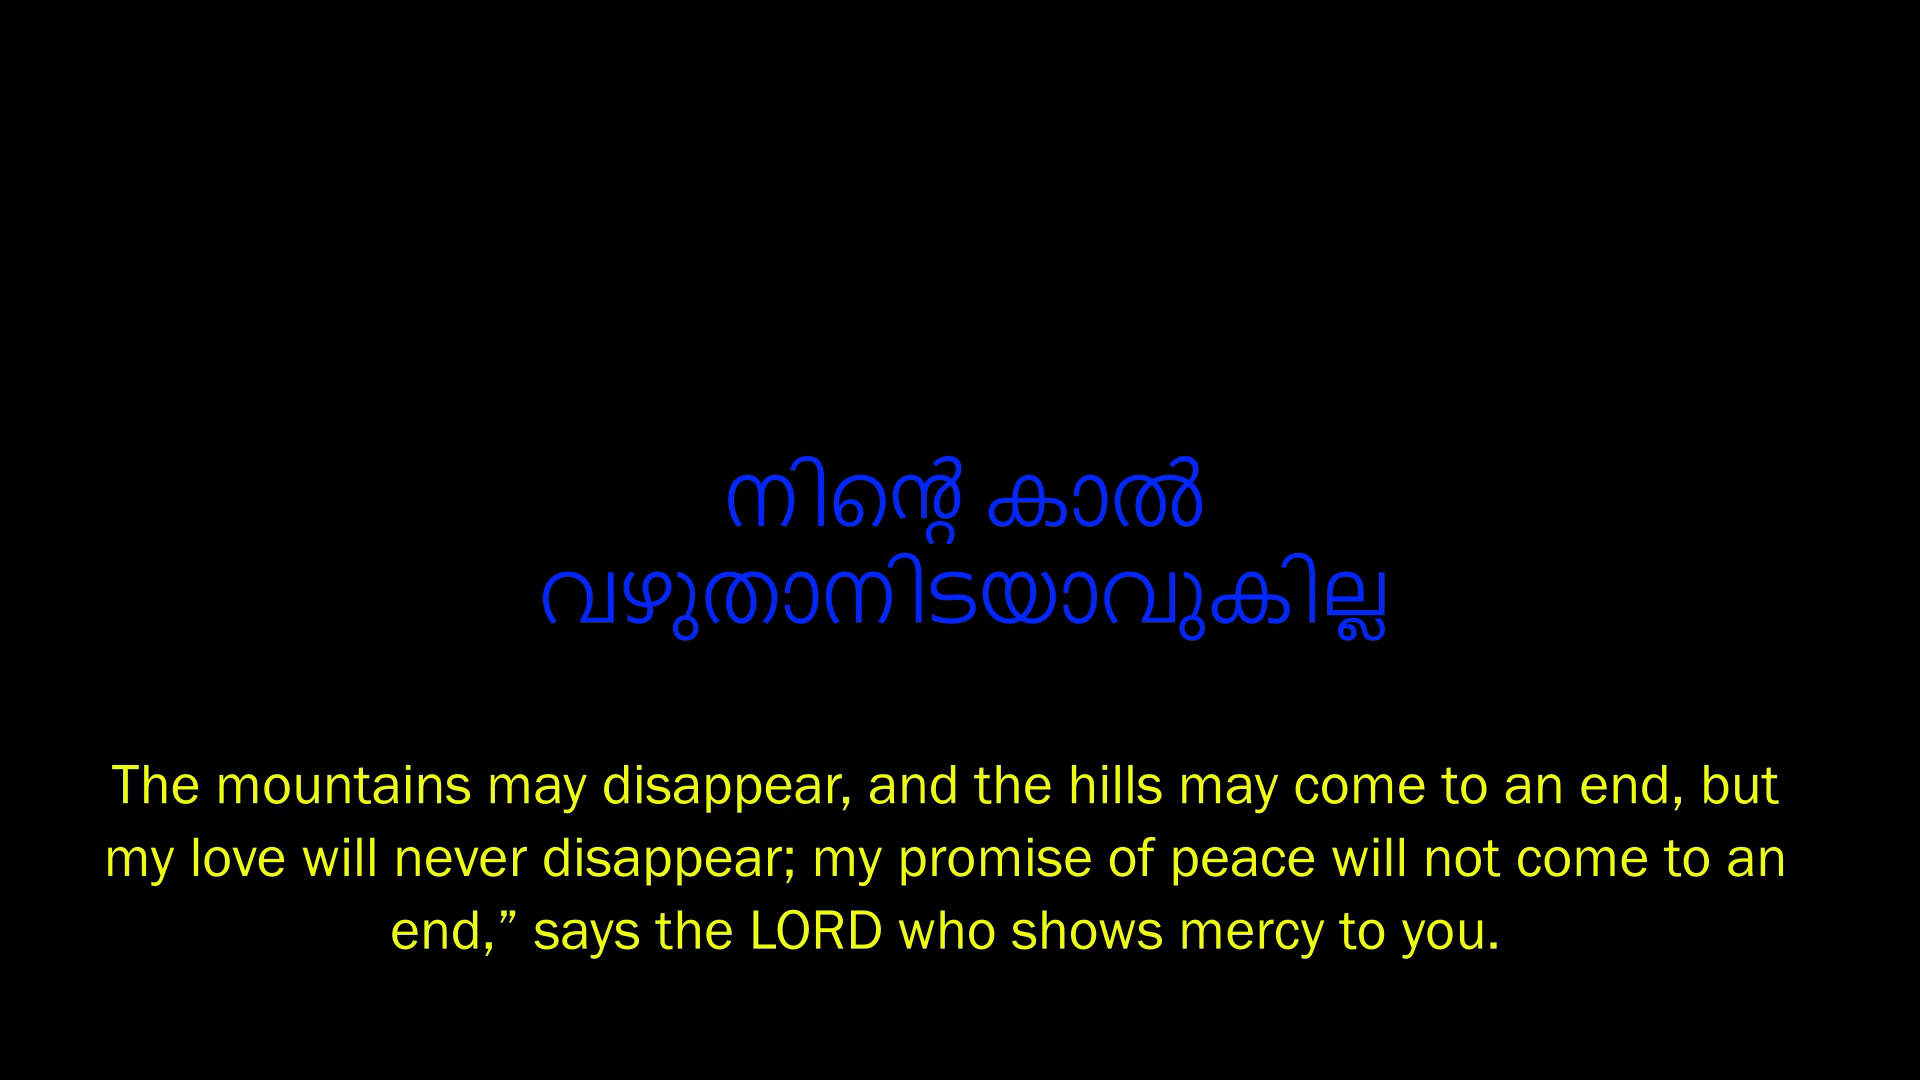 നിന്റെ കാൽ
വഴുതാനിടയാവുകില്ല
The mountains may disappear, and the hills may come to an end, but
my love will never disappear; my promise of peace will not come to an
end,” says the LORD who shows mercy to you.